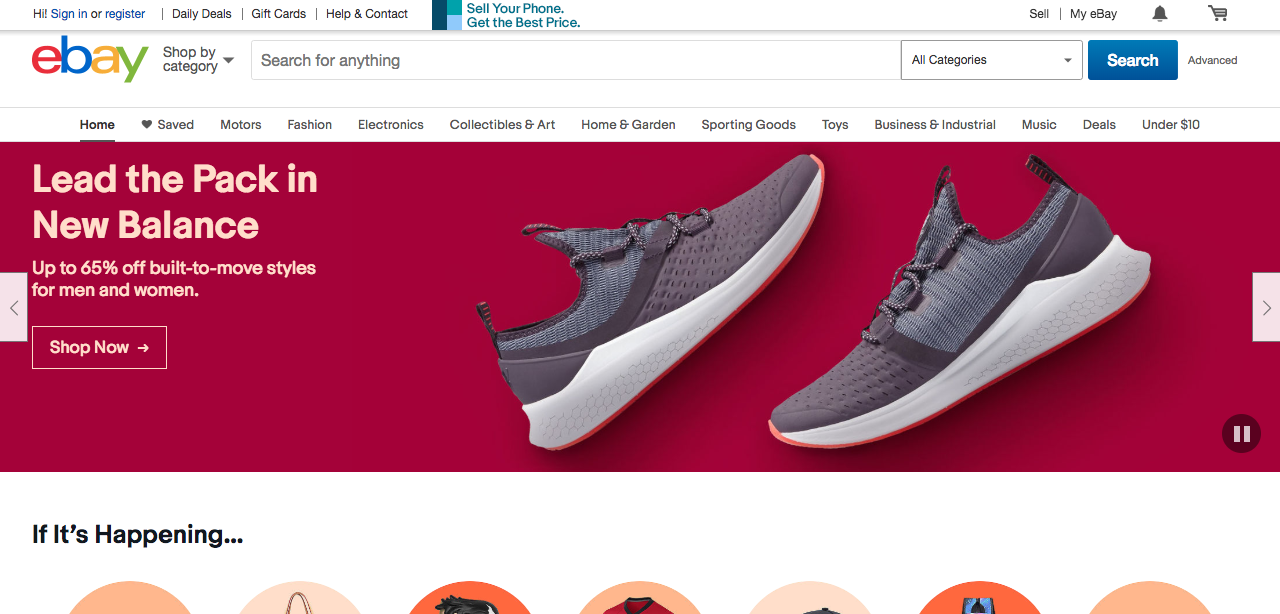 Hi! Sign in or register
Daily Deals
Gift Cards
Help & Contact
Sell Your Phone.
Get the Best Price.
Sell
My eBay
ebay
Shop by
category
Search for anything
All Categories
Search
Advanced
Home
Saved
Motors
Fashion
Electronics
Collectibles & Art
Home & Garden
Sporting Goods
Toys
Business & Industrial
Music
Deals
Under $10
Lead the Pack in
New Balance
Up to 65% off built-to-move styles
for men and women.
Shop Now →
If It's Happening...